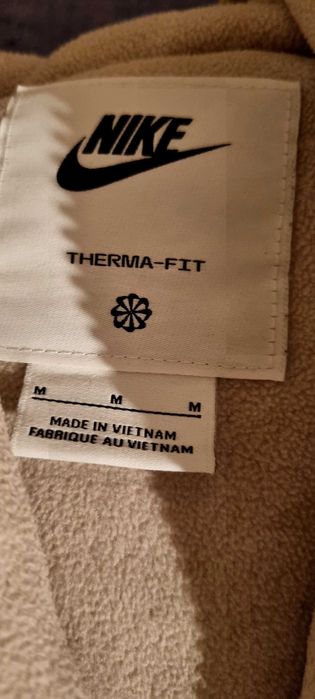 NIKE
THERMA-FIT
M M M
MADE IN VIETNAM
FABRIQUE AU VIETNAM